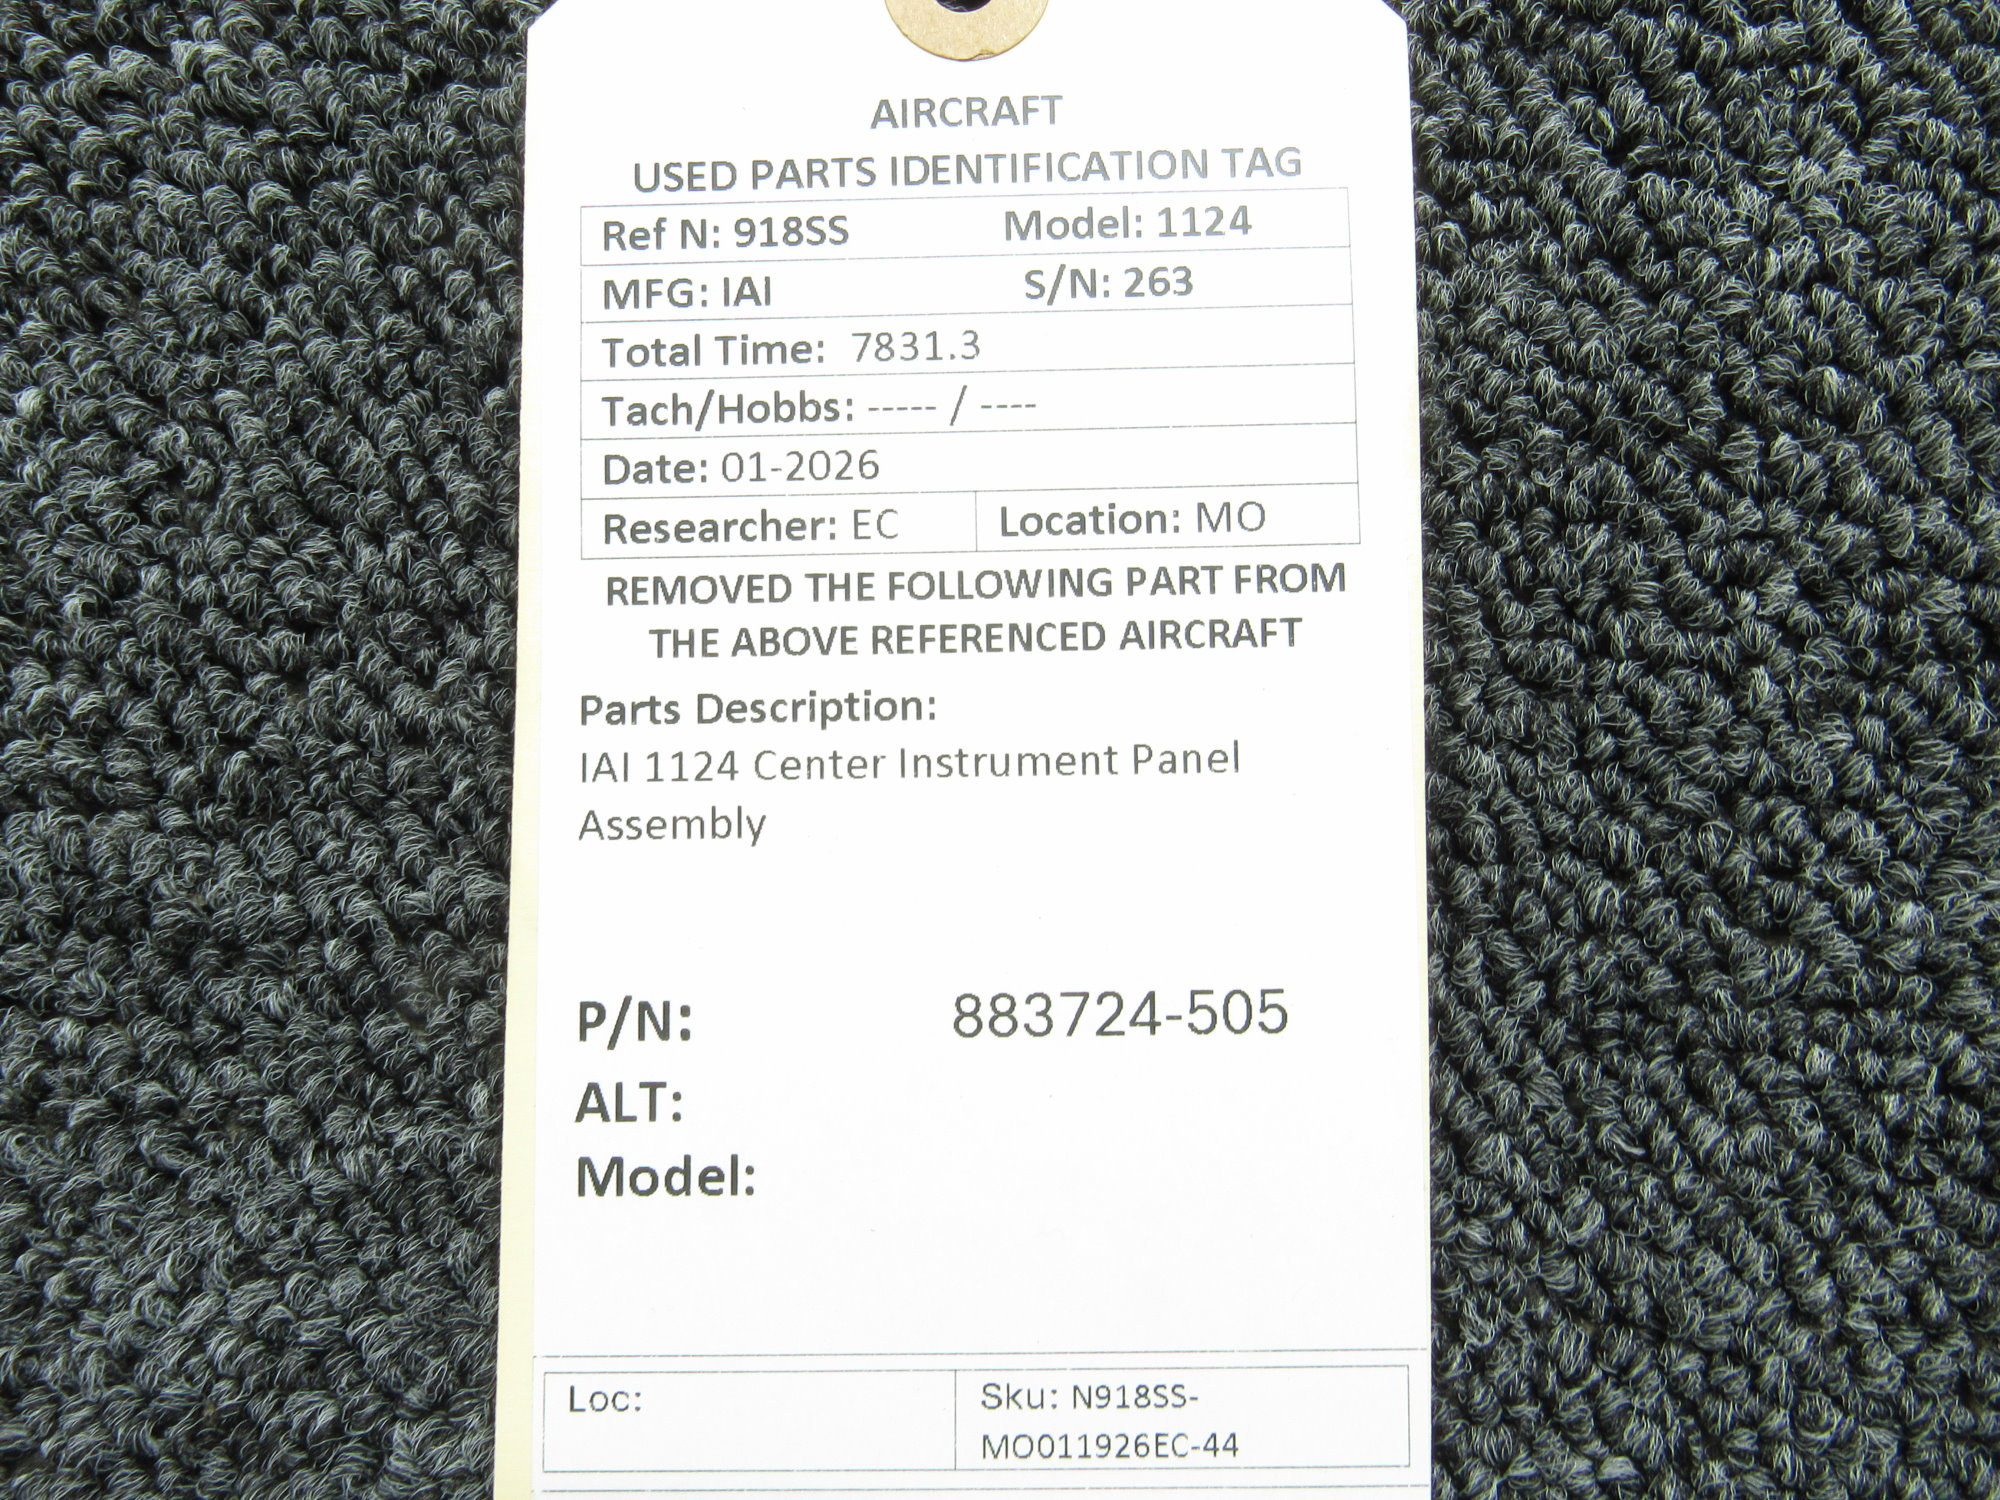 AIRCRAFT
USED PARTS IDENTIFICATION TAG
Ref N: 918SS Model: 1124
MFG: IAI S/N: 263
Total Time: 7831.3
Tach/Hobbs: ----- / ----
Date: 01-2026
Researcher: EC Location: MO
REMOVED THE FOLLOWING PART FROM
THE ABOVE REFERENCED AIRCRAFT
Parts Description:
IAI 1124 Center Instrument Panel
Assembly
P/N: 883724-505
ALT:
Model:
Loc: Sku: N918SS-
MO011926EC-44